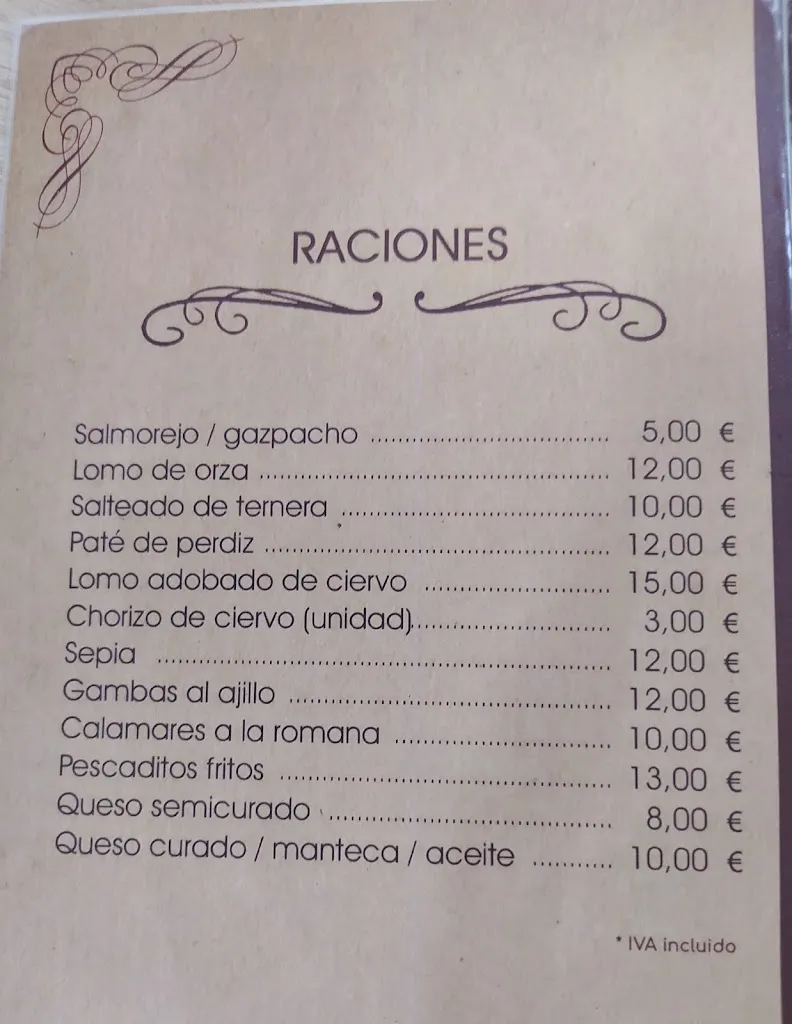 RACIONES
Salmorejo / gazpacho ................................... 5,00 €
Lomo de orza ................................... 12,00 €
Salteado de ternera ................................... 10,00 €
Paté de perdiz ................................... 12,00 €
Lomo adobado de ciervo ........................... 15,00 €
Chorizo de ciervo (unidad)............................. 3,00 €
Sepia ................................... 12,00 €
Gambas al ajillo ................................... 12,00 €
Calamares a la romana ................................ 10,00 €
Pescaditos fritos ................................... 13,00 €
Queso semicurado ................................... 8,00 €
Queso curado / manteca / aceite ............ 10,00 €
* IVA incluido